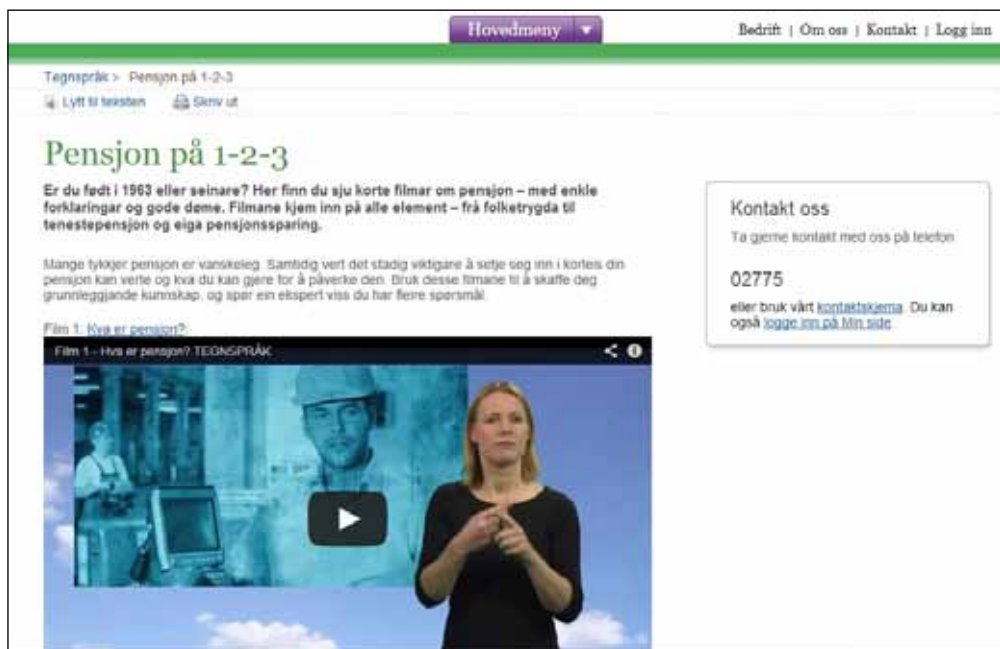 Hovedmeny
Bedrift | Om oss | Kontakt | Logg inn
Tegnspråk > Pensjon på 1-2-3
Lytt til teksten Skriv ut
Pensjon på 1-2-3
Er du født i 1963 eller seinare? Her finn du sju korte filmar om pensjon – med enkle
forklaringar og gode døme. Filmane kjem inn på alle element – frå folketrygda til
tenestepensjon og eiga pensjonssparing.
Mange tykkjer pensjon er vanskeleg. Samtidig vert det stadig viktigare å setje seg inn i korleis din
pensjon kan verte og kva du kan gjere for å påverke den. Bruk desse filmane til å skaffe deg
grunnleggjande kunnskap, og spør ein ekspert viss du har fleire spørsmål.
Film 1: Kva er pensjon?
Film 1 - Hva er pensjon? TEGNSPRÅK
Kontakt oss
Ta gjerne kontakt med oss på telefon
02775
eller bruk vårt kontaktskjema. Du kan
også logge inn på Min side